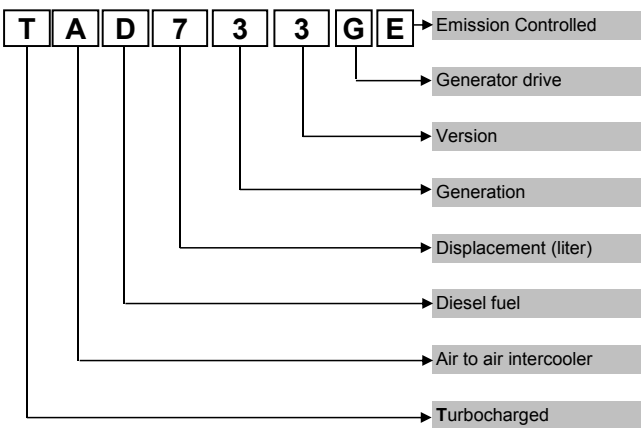 T A D 7 3 3 G E
Emission Controlled
Generator drive
Version
Generation
Displacement (liter)
Diesel fuel
Air to air intercooler
Turbocharged